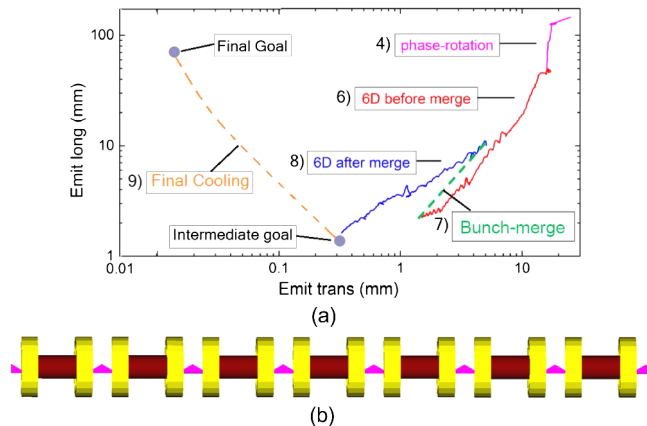 100
Final Goal
4) phase-rotation
6) 6D before merge
Emit long (mm)
10
8) 6D after merge
9) Final Cooling
Intermediate goal
7) Bunch-merge
1
0.01
0.1
1
10
Emit trans (mm)
(a)
(b)